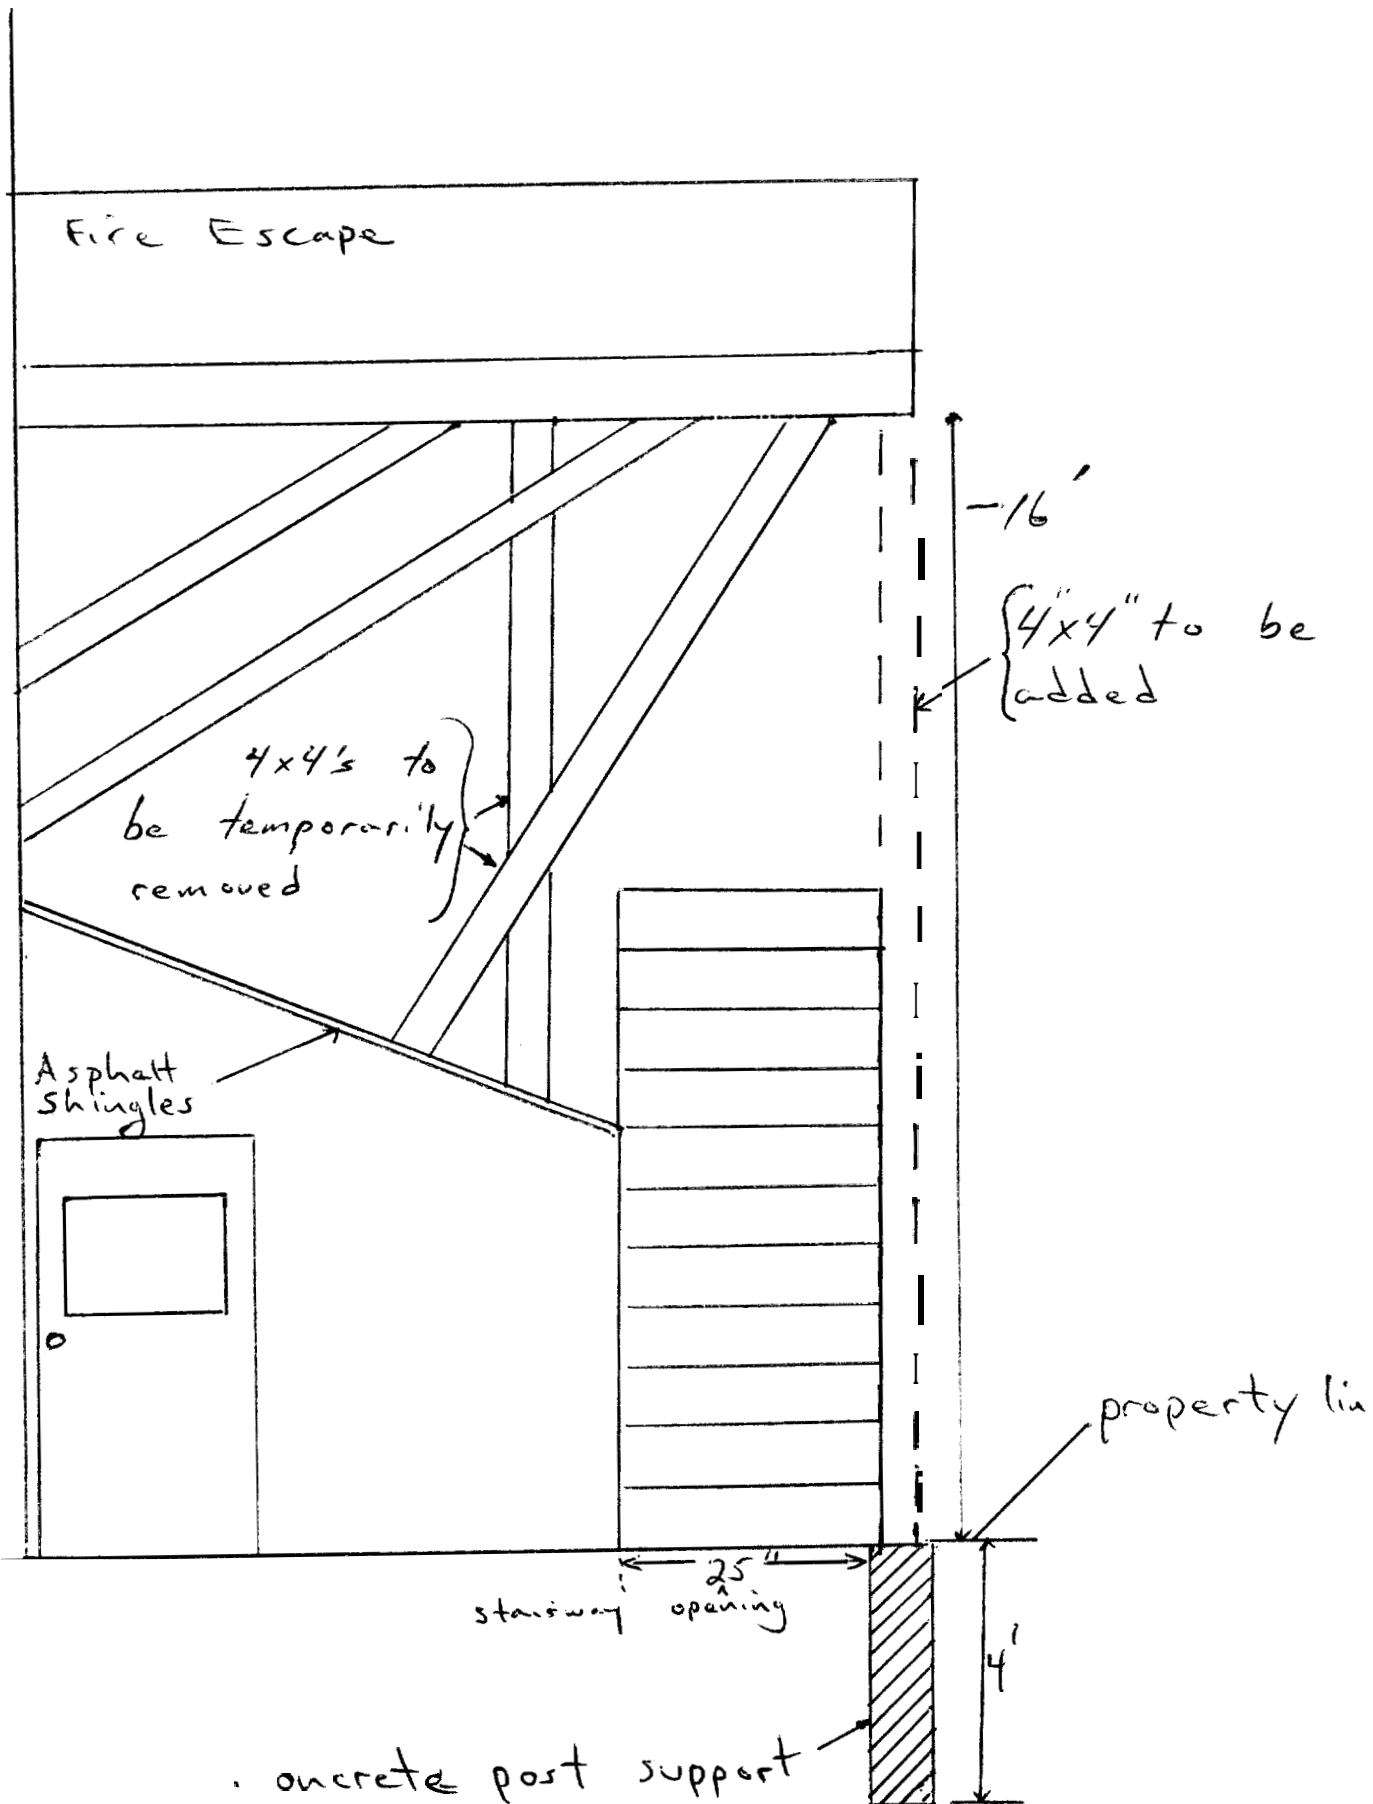 Fire Escape
-16'
4"x4" to be
added
4x4's to
be temporarily
removed
Asphalt
Shingles
property lin
25"
stairway opening
4'
oncrete post support